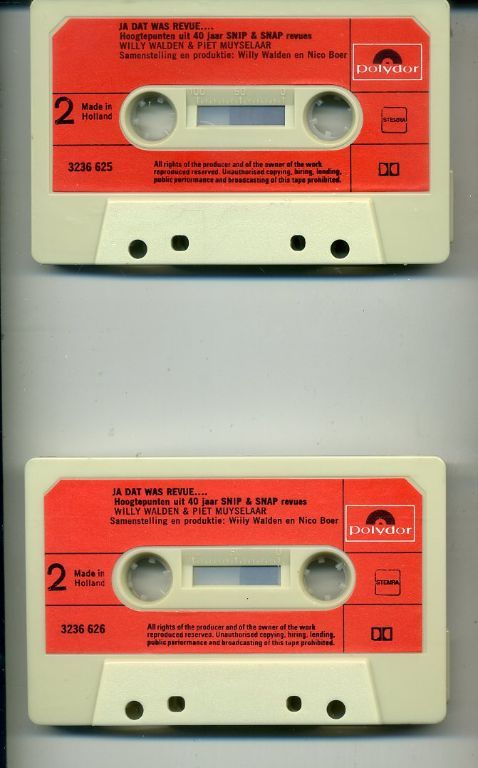 JA DAT WAS REVUE....
Hoogtepunten uit 40 jaar SNIP & SNAP revues
WILLY WALDEN & PIET MUYSELAAR
Samenstelling en produktie: Willy Walden en Nico Boer
polydor
100 50 0
2 Made in
Holland
STEMRA
3236 625
All rights of the producer and of the owner of the work
reproduced reserved. Unauthorised copying, hiring, lending,
public performance and broadcasting of this tape prohibited.
JA DAT WAS REVUE....
Hoogtepunten uit 40 jaar SNIP & SNAP revues
WILLY WALDEN & PIET MUYSELAAR
Samenstelling en produktie: Willy Walden en Nico Boer
polydor
2 Made in
Holland
STEMRA
3236 626
All rights of the producer and of the owner of the work
reproduced reserved. Unauthorised copying, hiring, lending,
public performance and broadcasting of this tape prohibited.